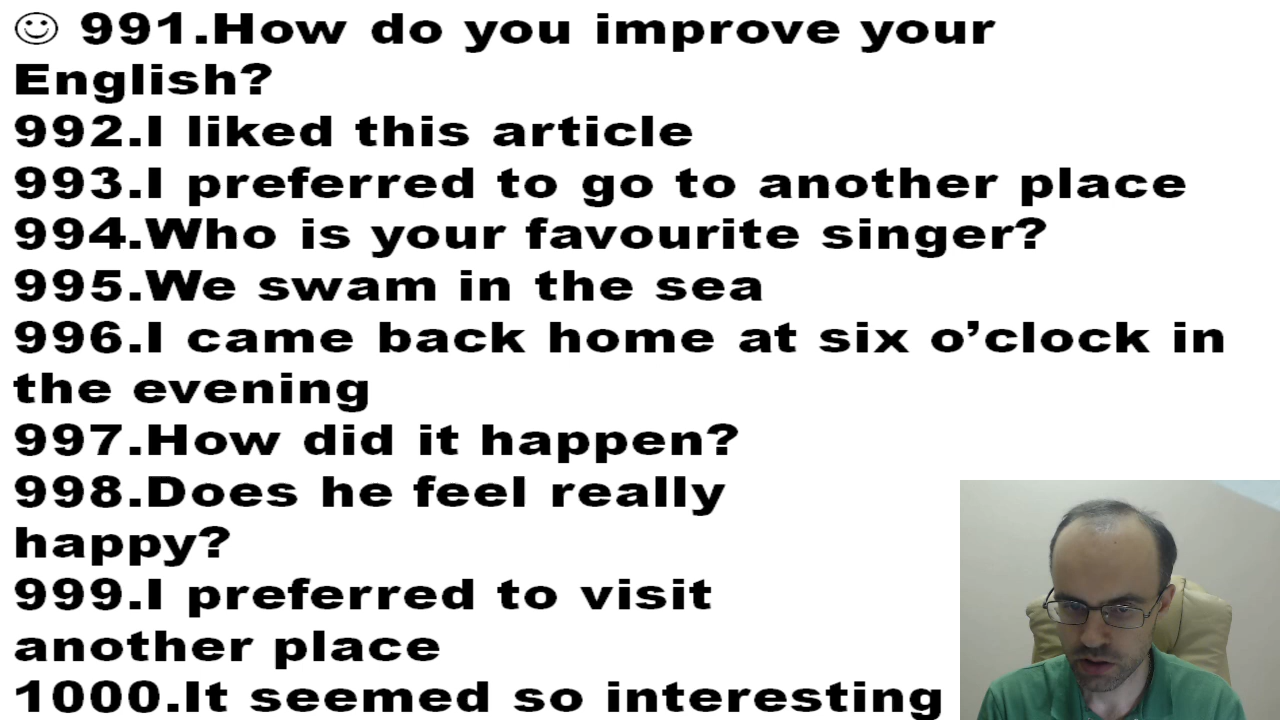 ☺ 991.How do you improve your
English?
992.I liked this article
993.I preferred to go to another place
994.Who is your favourite singer?
995.We swam in the sea
996.I came back home at six o’clock in
the evening
997.How did it happen?
998.Does he feel really
happy?
999.I preferred to visit
another place
1000.It seemed so interesting